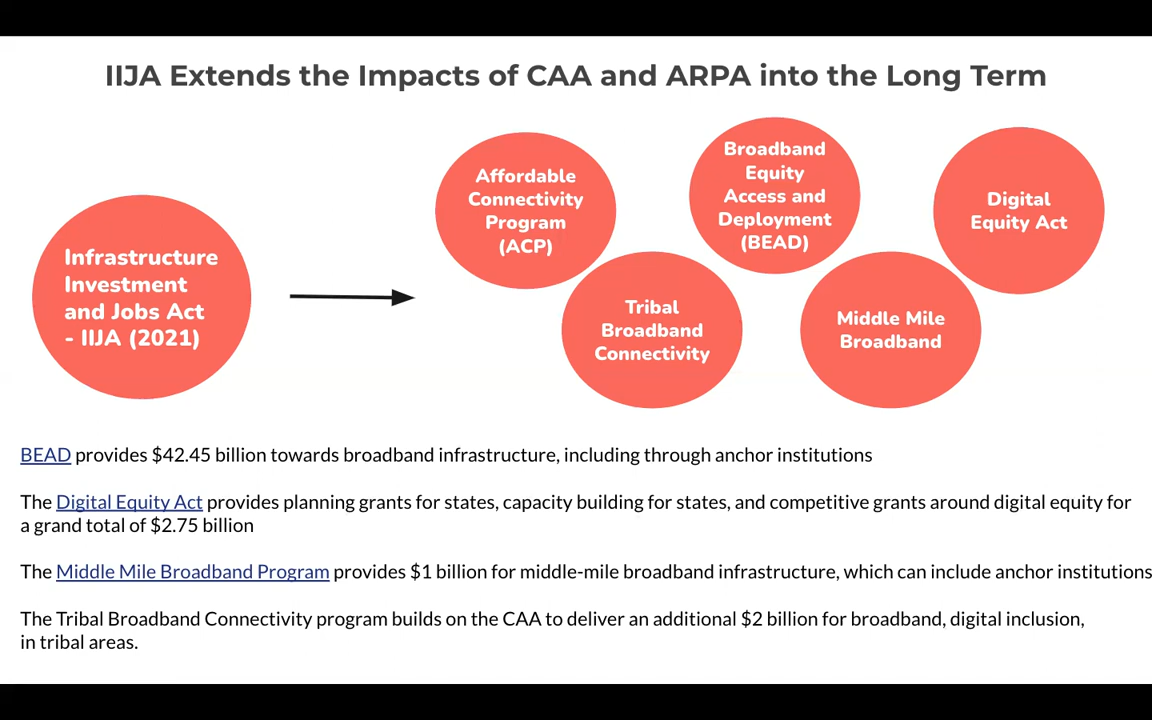 IIJA Extends the Impacts of CAA and ARPA into the Long Term
Infrastructure
Investment
and Jobs Act
- IIJA (2021)
Affordable
Connectivity
Program
(ACP)
Tribal
Broadband
Connectivity
Broadband
Equity
Access and
Deployment
(BEAD)
Middle Mile
Broadband
Digital
Equity Act
BEAD provides $42.45 billion towards broadband infrastructure, including through anchor institutions
The Digital Equity Act provides planning grants for states, capacity building for states, and competitive grants around digital equity for
a grand total of $2.75 billion
The Middle Mile Broadband Program provides $1 billion for middle-mile broadband infrastructure, which can include anchor institutions
The Tribal Broadband Connectivity program builds on the CAA to deliver an additional $2 billion for broadband, digital inclusion,
in tribal areas.